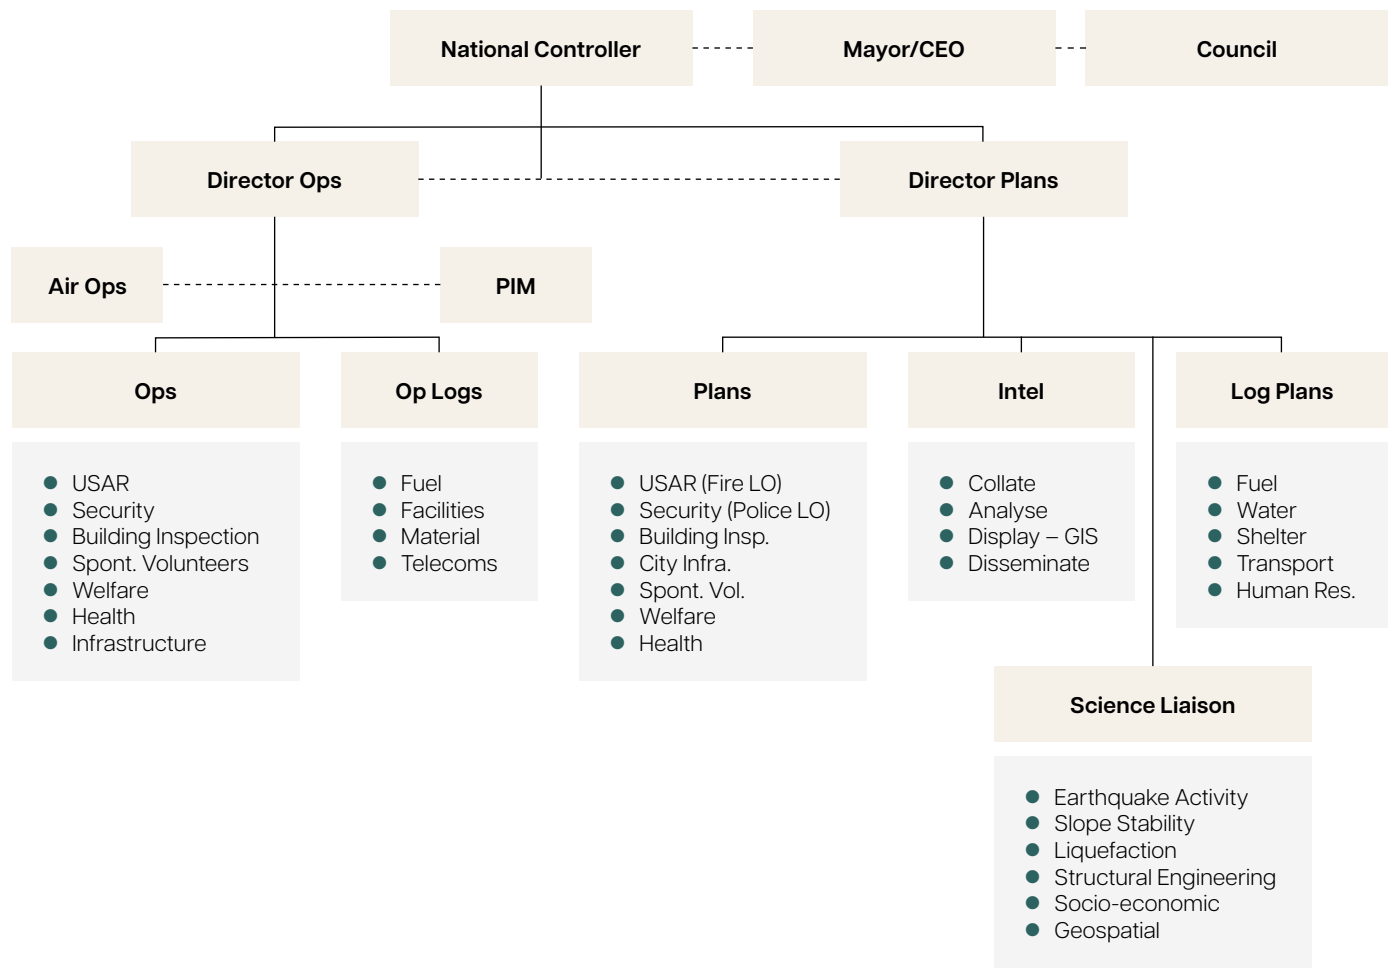 National Controller
Mayor/CEO
Council
Director Ops
Director Plans
Air Ops
PIM
Ops
USAR
Security
Building Inspection
Spont. Volunteers
Welfare
Health
Infrastructure
Op Logs
Fuel
Facilities
Material
Telecoms
Plans
USAR (Fire LO)
Security (Police LO)
Building Insp.
City Infra.
Spont. Vol.
Welfare
Health
Intel
Collate
Analyse
Display – GIS
Disseminate
Log Plans
Fuel
Water
Shelter
Transport
Human Res.
Science Liaison
Earthquake Activity
Slope Stability
Liquefaction
Structural Engineering
Socio-economic
Geospatial